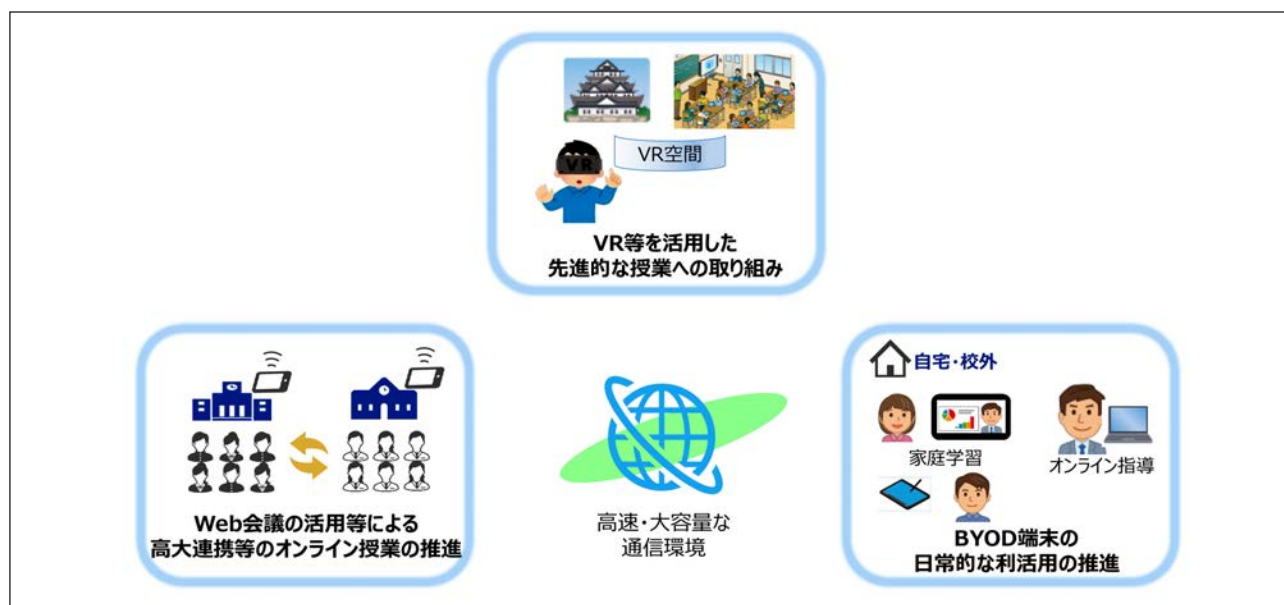 VR空間
VR
VR等を活用した
先進的な授業への取り組み
Web会議の活用等による
高大連携等のオンライン授業の推進
高速・大容量な
通信環境
自宅・校外
家庭学習
オンライン指導
BYOD端末の
日常的な利活用の推進